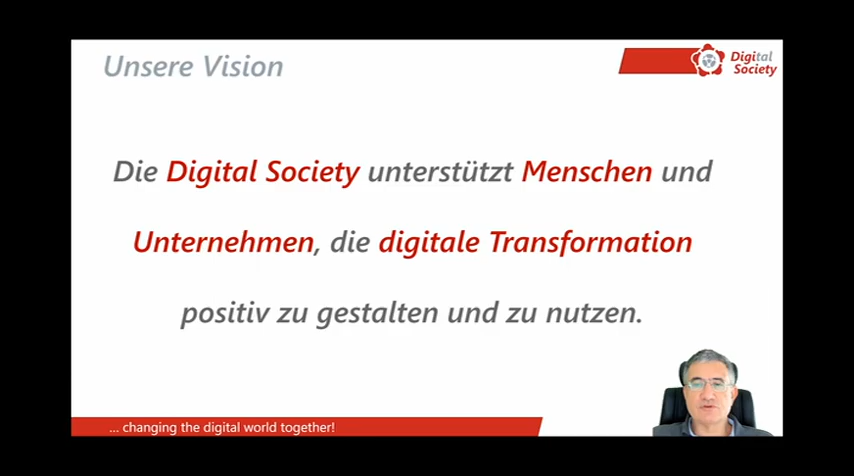 Unsere Vision
Digital
Society
Die Digital Society unterstützt Menschen und
Unternehmen, die digitale Transformation
positiv zu gestalten und zu nutzen.
... changing the digital world together!